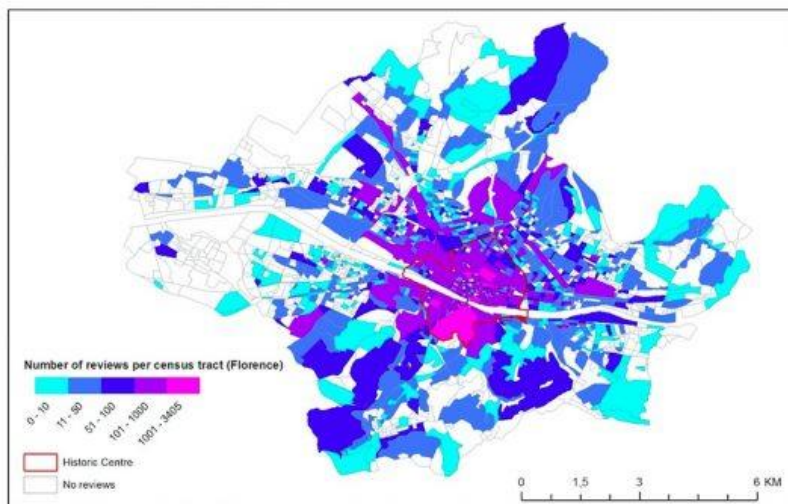 Number of reviews per census tract (Florence)
0 - 10
11 - 50
51 - 100
101 - 1000
1001 - 3405
Historic Centre
No reviews
0 1,5 3 6 KM